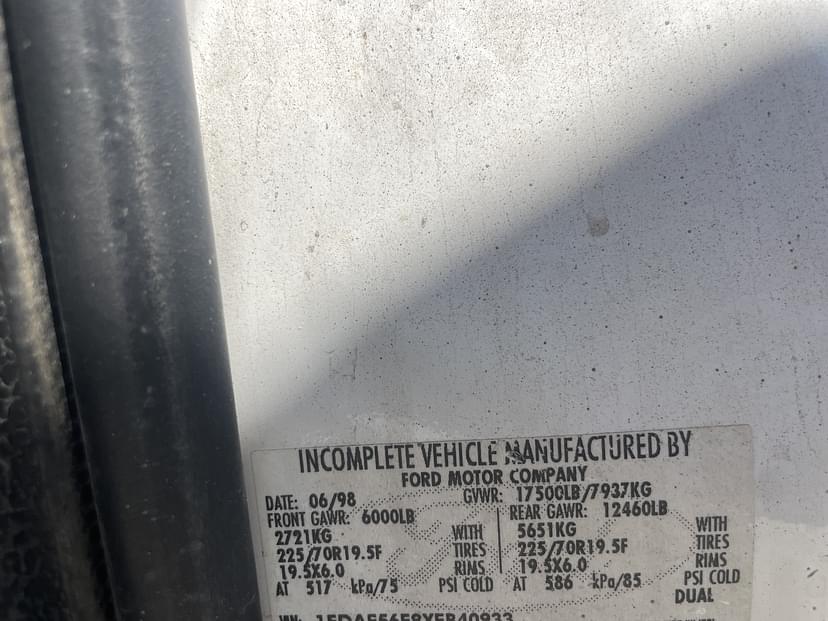 INCOMPLETE VEHICLE MANUFACTURED BY
FORD MOTOR COMPANY
DATE: 06/98 GVWR: 17500LB/7937KG
FRONT GAWR: 6000LB REAR GAWR: 12460LB
2721KG WITH 5651KG WITH
225/70R19.5F TIRES 225/70R19.5F TIRES
19.5X6.0 RINS 19.5X6.0 RINS
AT 517 kPa/75 PSI COLD AT 586 kPa/85 PSI COLD
DUAL